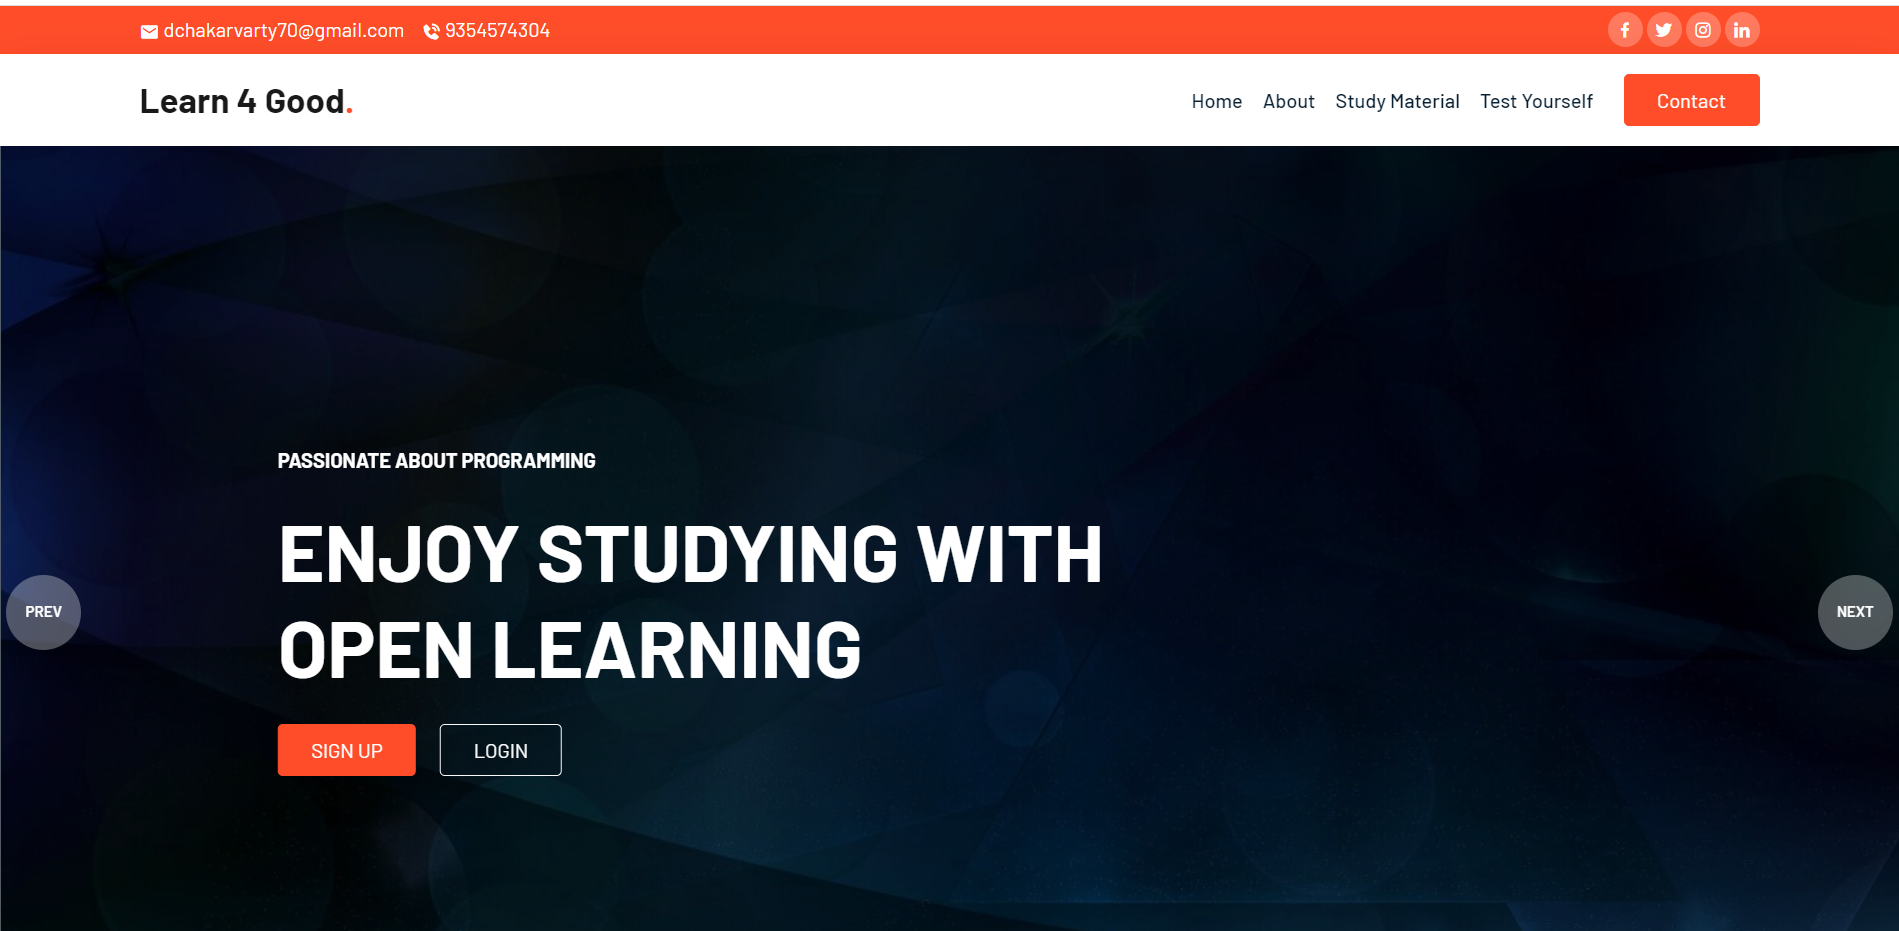 dchakarvarty70@gmail.com 9354574304
Learn 4 Good.
Home About Study Material Test Yourself Contact
PASSIONATE ABOUT PROGRAMMING
ENJOY STUDYING WITH
OPEN LEARNING
PREV
NEXT
SIGN UP LOGIN